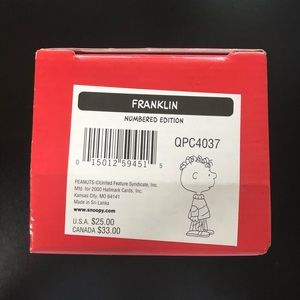 FRANKLIN
NUMBERED EDITION
QPC4037
0 15012 59451 5
PEANUTS ©United Feature Syndicate, Inc.
Mfd. for 2000 Hallmark Cards, Inc.
Kansas City, MO 64141
Made in Sri Lanka
www.snoopy.com
U.S.A. $25.00
CANADA $33.00